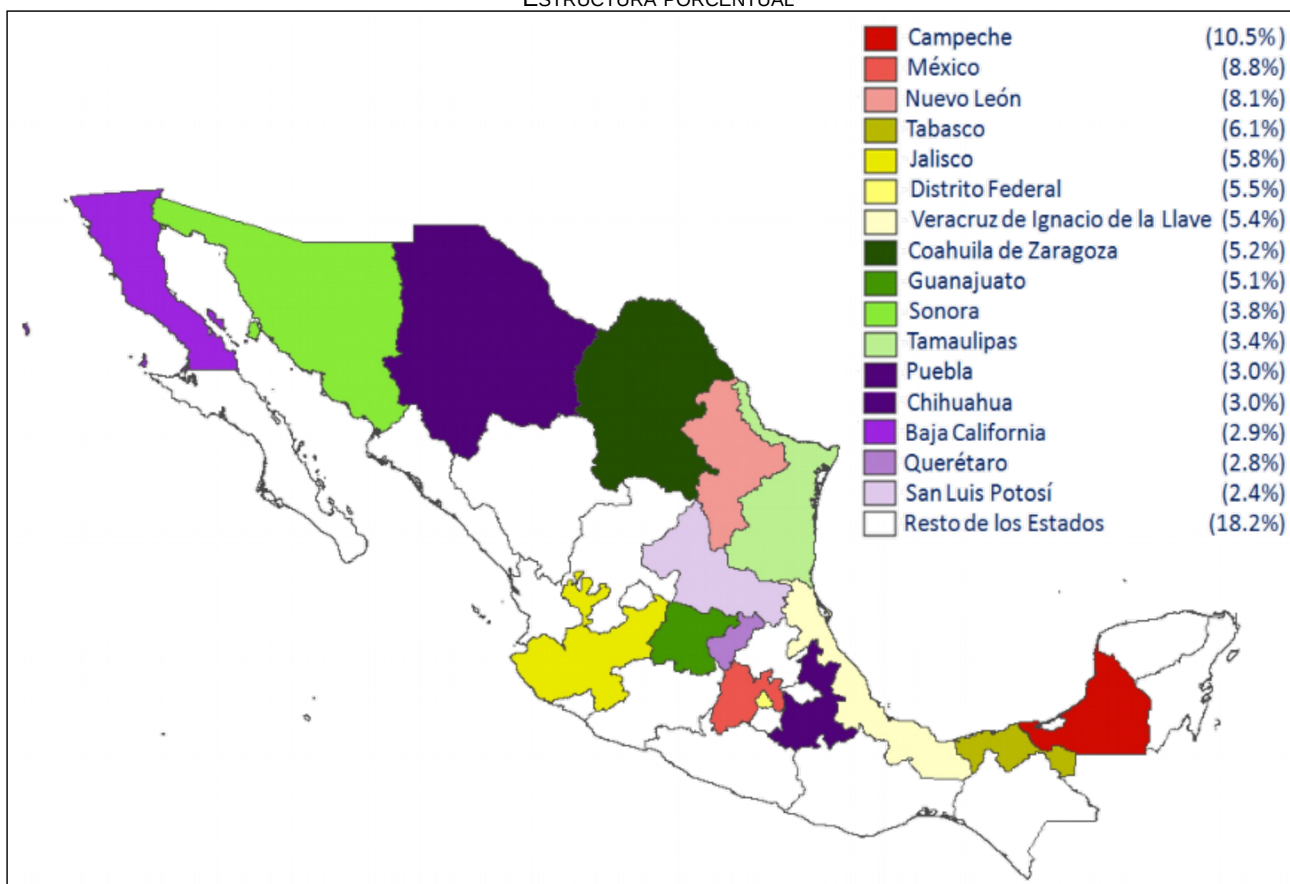 ESTRUCTURA PORCENTUAL
Campeche (10.5%)
México (8.8%)
Nuevo León (8.1%)
Tabasco (6.1%)
Jalisco (5.8%)
Distrito Federal (5.5%)
Veracruz de Ignacio de la Llave (5.4%)
Coahuila de Zaragoza (5.2%)
Guanajuato (5.1%)
Sonora (3.8%)
Tamaulipas (3.4%)
Puebla (3.0%)
Chihuahua (3.0%)
Baja California (2.9%)
Querétaro (2.8%)
San Luis Potosí (2.4%)
Resto de los Estados (18.2%)